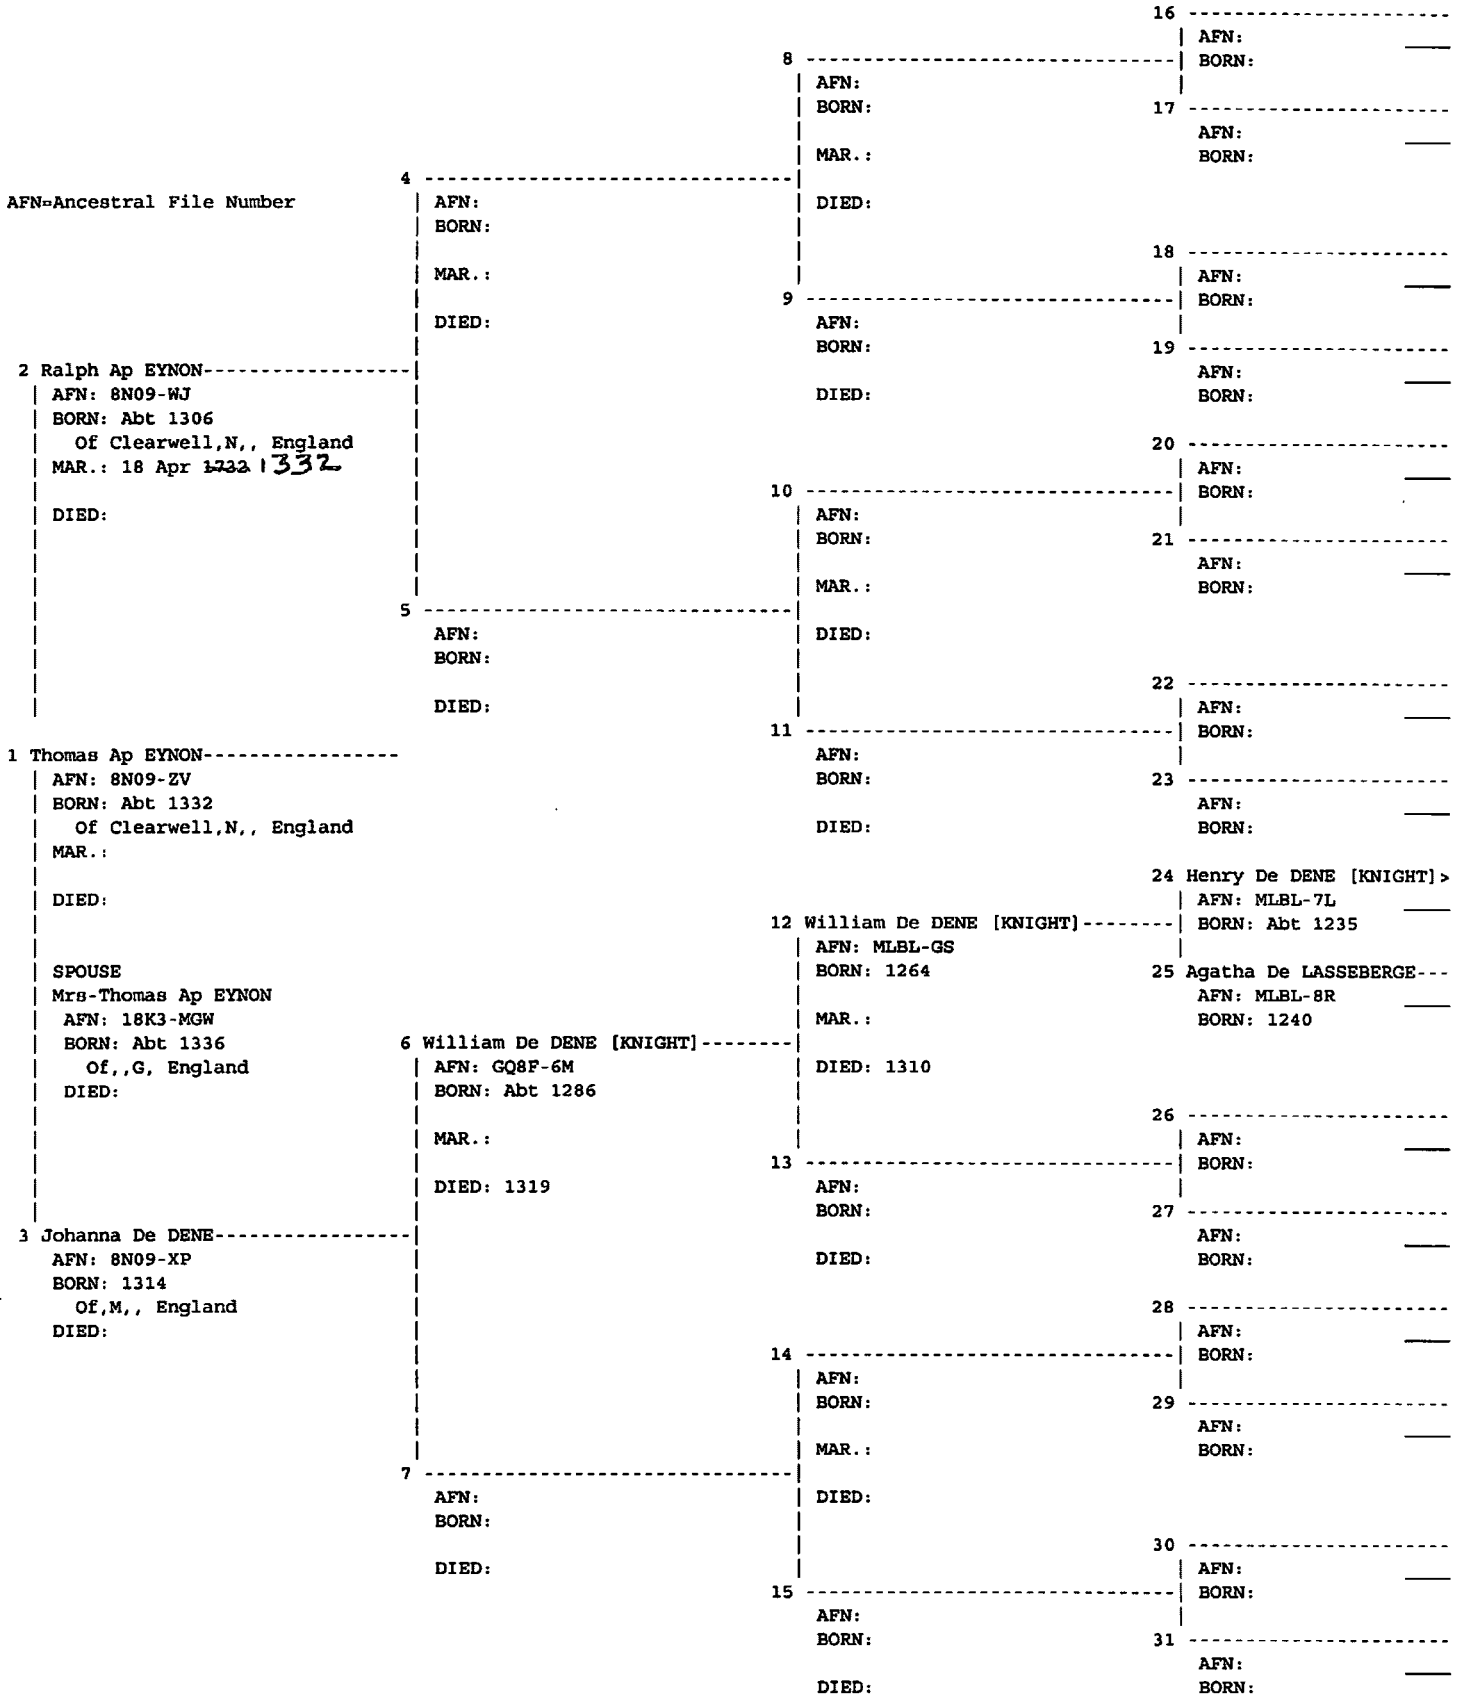 16
AFN:
8
BORN:
AFN:
BORN:
17
AFN:
MAR.:
BORN:
4
AFN=Ancestral File Number
AFN:
DIED:
BORN:
18
MAR.:
AFN:
9
BORN:
DIED:
AFN:
BORN:
19
2 Ralph Ap EYNON
AFN:
AFN: 8N09-WJ
DIED:
BORN:
BORN: Abt 1306
Of Clearwell,N,, England
20
MAR.: 18 Apr 1732 1332
AFN:
10
BORN:
DIED:
AFN:
BORN:
21
AFN:
MAR.:
BORN:
5
AFN:
DIED:
BORN:
22
DIED:
AFN:
11
BORN:
1 Thomas Ap EYNON
AFN:
AFN: 8N09-ZV
BORN:
23
BORN: Abt 1332
AFN:
Of Clearwell,N,, England
DIED:
BORN:
MAR.:
24 Henry De DENE [KNIGHT]>
DIED:
AFN: MLBL-7L
12 William De DENE [KNIGHT]
BORN: Abt 1235
AFN: MLBL-GS
SPOUSE
BORN: 1264
25 Agatha De LASSEBERGE---
Mrs-Thomas Ap EYNON
AFN: MLBL-8R
AFN: 18K3-MGW
MAR.:
BORN: 1240
BORN: Abt 1336
6 William De DENE [KNIGHT]
Of,,G, England
AFN: GQ8F-6M
DIED: 1310
DIED:
BORN: Abt 1286
26
MAR.:
AFN:
13
BORN:
DIED: 1319
AFN:
BORN:
27
3 Johanna De DENE
AFN:
AFN: 8N09-XP
DIED:
BORN:
BORN: 1314
Of,M,, England
28
DIED:
AFN:
14
BORN:
AFN:
BORN:
29
AFN:
MAR.:
BORN:
7
AFN:
DIED:
BORN:
30
DIED:
AFN:
15
BORN:
AFN:
BORN:
31
AFN:
DIED:
BORN: